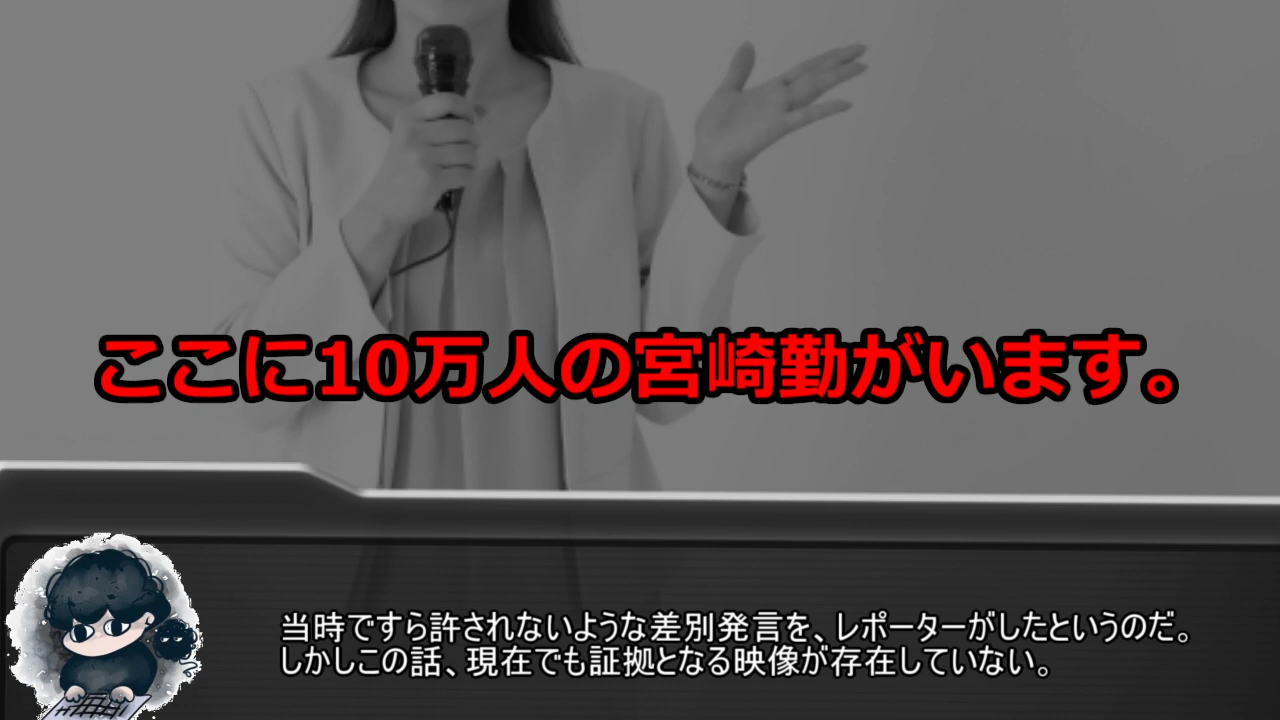 ここに10万人の宮崎勤がいます。
当時ですら許されないような差別発言を、レポーターがしたというのだ。
しかしこの話、現在でも証拠となる映像が存在していない。